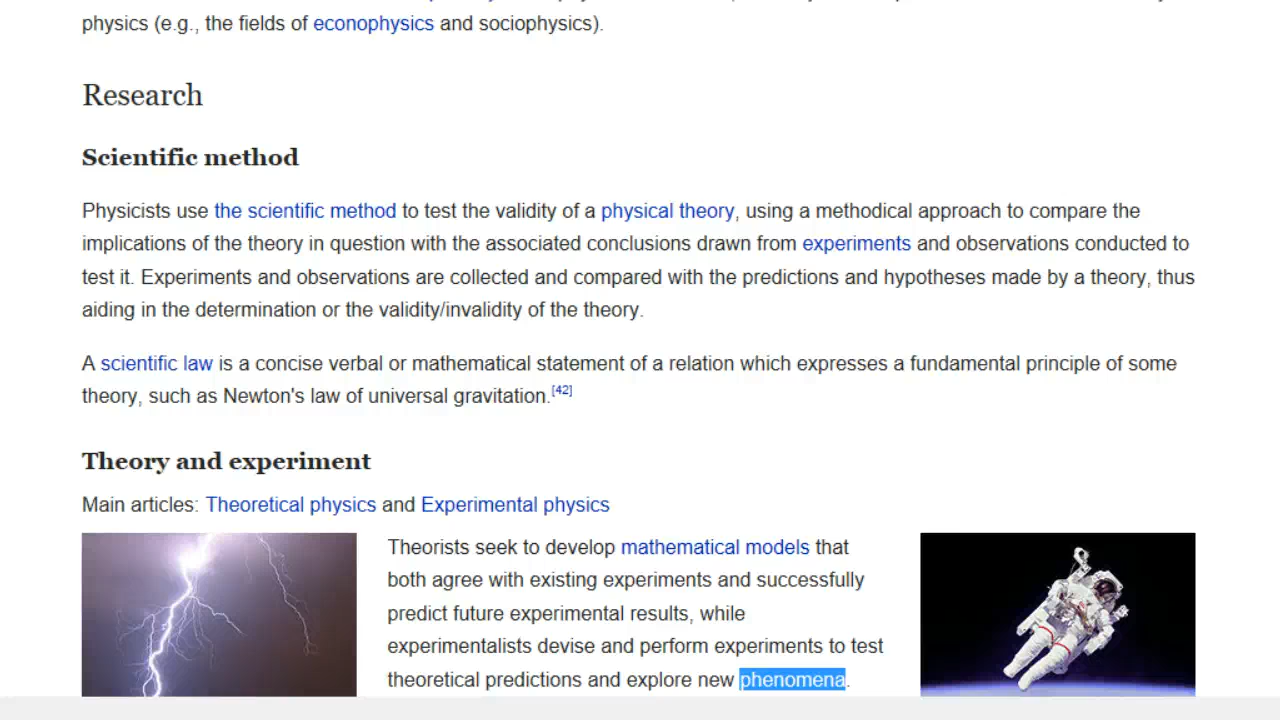 physics (e.g., the fields of econophysics and sociophysics).
Research
Scientific method
Physicists use the scientific method to test the validity of a physical theory, using a methodical approach to compare the
implications of the theory in question with the associated conclusions drawn from experiments and observations conducted to
test it. Experiments and observations are collected and compared with the predictions and hypotheses made by a theory, thus
aiding in the determination or the validity/invalidity of the theory.
A scientific law is a concise verbal or mathematical statement of a relation which expresses a fundamental principle of some
theory, such as Newton's law of universal gravitation.[42]
Theory and experiment
Main articles: Theoretical physics and Experimental physics
Theorists seek to develop mathematical models that
both agree with existing experiments and successfully
predict future experimental results, while
experimentalists devise and perform experiments to test
theoretical predictions and explore new phenomena.